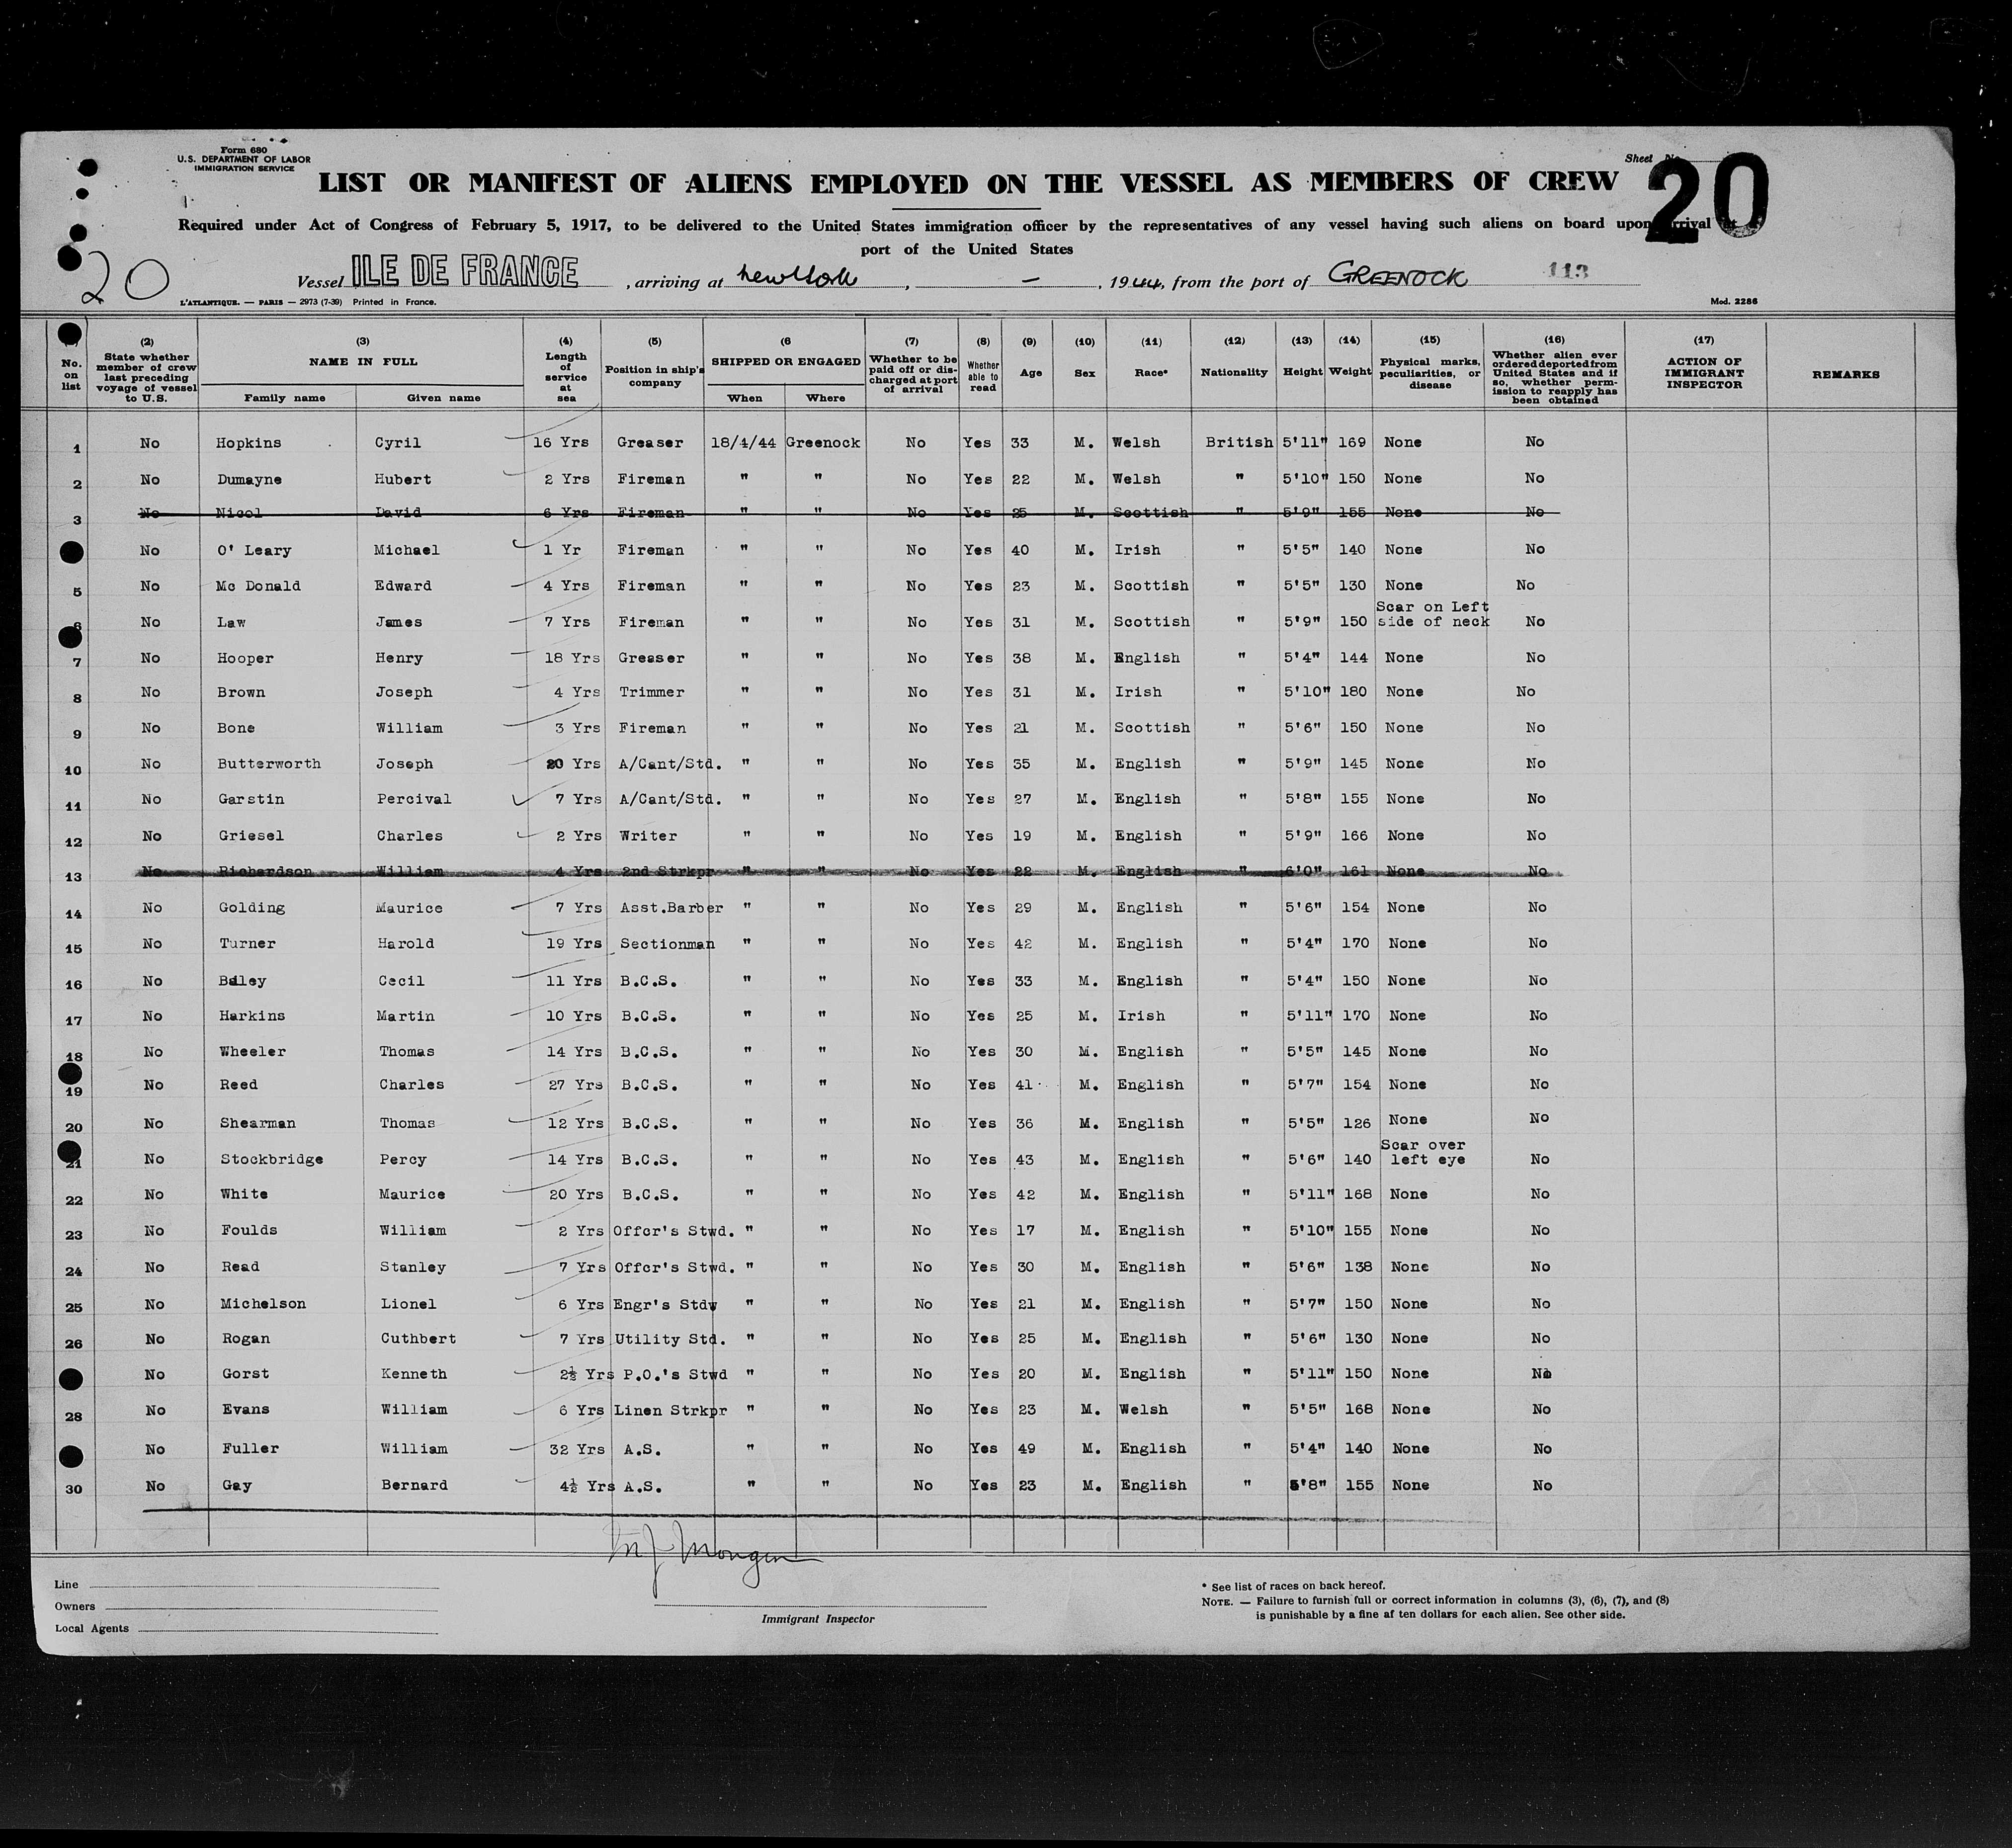 Form 680
U.S. DEPARTMENT OF LABOR
IMMIGRATION SERVICE
Sheet No
20
LIST OR MANIFEST OF ALIENS EMPLOYED ON THE VESSEL AS MEMBERS OF CREW
Required under Act of Congress of February 5, 1917, to be delivered to the United States immigration officer by the representatives of any vessel having such aliens on board upon arrival at a
port of the United States
20
Vessel ILE DE FRANCE , arriving at New York , — , 1944, from the port of GREENOCK 113
L'ATLANTIQUE. — PARIS — 2973 (7-39) Printed in France. Mod. 2286
No. on list (2) State whether member of crew last preceding voyage of vessel to U.S. (3) NAME IN FULL Family name Given name (4) Length of service at sea (5) Position in ship's company (6 SHIPPED OR ENGAGED When Where (7) Whether to be paid off or discharged at port of arrival (8) Whether able to read (9) Age (10) Sex (11) Race* (12) Nationality (13) Height (14) Weight (15) Physical marks, peculiarities, or disease (16) Whether alien ever ordered deported from United States and if so, whether permission to reapply has been obtained (17) ACTION OF IMMIGRANT INSPECTOR REMARKS
1 No Hopkins Cyril 16 Yrs Greaser 18/4/44 Greenock No Yes 33 M. Welsh British 5'11" 169 None No
2 No Dumayne Hubert 2 Yrs Fireman " " No Yes 22 M. Welsh " 5'10" 150 None No
3 No Nicol David 6 Yrs Fireman " " No Yes 25 M. Scottish " 5'9" 155 None No
No O' Leary Michael 1 Yr Fireman " " No Yes 40 M. Irish " 5'5" 140 None No
5 No Mc Donald Edward 4 Yrs Fireman " " No Yes 23 M. Scottish " 5'5" 130 None No
6 No Law James 7 Yrs Fireman " " No Yes 31 M. Scottish " 5'9" 150 Scar on Left side of neck No
7 No Hooper Henry 18 Yrs Greaser " " No Yes 38 M. English " 5'4" 144 None No
8 No Brown Joseph 4 Yrs Trimmer " " No Yes 31 M. Irish " 5'10" 180 None No
9 No Bone William 3 Yrs Fireman " " No Yes 21 M. Scottish " 5'6" 150 None No
10 No Butterworth Joseph 20 Yrs A/Cant/Std. " " No Yes 35 M. English " 5'9" 145 None No
11 No Garstin Percival 7 Yrs A/Cant/Std. " " No Yes 27 M. English " 5'8" 155 None No
12 No Griesel Charles 2 Yrs Writer " " No Yes 19 M. English " 5'9" 166 None No
13 No Richardson William 4 Yrs 2nd Strkpr " " No Yes 22 M. English " 6'0" 161 None No
14 No Golding Maurice 7 Yrs Asst.Barber " " No Yes 29 M. English " 5'6" 154 None No
15 No Turner Harold 19 Yrs Sectionman " " No Yes 42 M. English " 5'4" 170 None No
16 No Cecil 11 Yrs B.C.S. " " No Yes 33 M. English " 5'4" 150 None No
17 No Harkins Martin 10 Yrs B.C.S. " " No Yes 25 M. Irish " 5'11" 170 None No
18 No Wheeler Thomas 14 Yrs B.C.S. " " No Yes 30 M. English " 5'5" 145 None No
19 No Reed Charles 27 Yrs B.C.S. " " No Yes 41 M. English " 5'7" 154 None No
20 No Shearman Thomas 12 Yrs B.C.S. " " No Yes 36 M. English " 5'5" 126 None No
21 No Stockbridge Percy 14 Yrs B.C.S. " " No Yes 43 M. English " 5'6" 140 Scar over left eye No
22 No White Maurice 20 Yrs B.C.S. " " No Yes 42 M. English " 5'11" 168 None No
23 No Foulds William 2 Yrs Offcr's Stwd. " " No Yes 17 M. English " 5'10" 155 None No
24 No Read Stanley 7 Yrs Offcr's Stwd. " " No Yes 30 M. English " 5'6" 138 None No
25 No Michelson Lionel 6 Yrs Engr's Stdw " " No Yes 21 M. English " 5'7" 150 None No
26 No Rogan Cuthbert 7 Yrs Utility Std. " " No Yes 25 M. English " 5'6" 130 None No
No Gorst Kenneth 2½ Yrs P.O.'s Stwd " " No Yes 20 M. English " 5'11" 150 None No
28 No Evans William 6 Yrs Linen Strkpr " " No Yes 23 M. Welsh " 5'5" 168 None No
No Fuller William 32 Yrs A.S. " " No Yes 49 M. English " 5'4" 140 None No
30 No Gay Bernard 4½ Yrs A.S. " " No Yes 23 M. English " 5'8" 155 None No
Line
Owners
Local Agents
Immigrant Inspector
* See list of races on back hereof.
NOTE. — Failure to furnish full or correct information in columns (3), (6), (7), and (8)
is punishable by a fine af ten dollars for each alien. See other side.